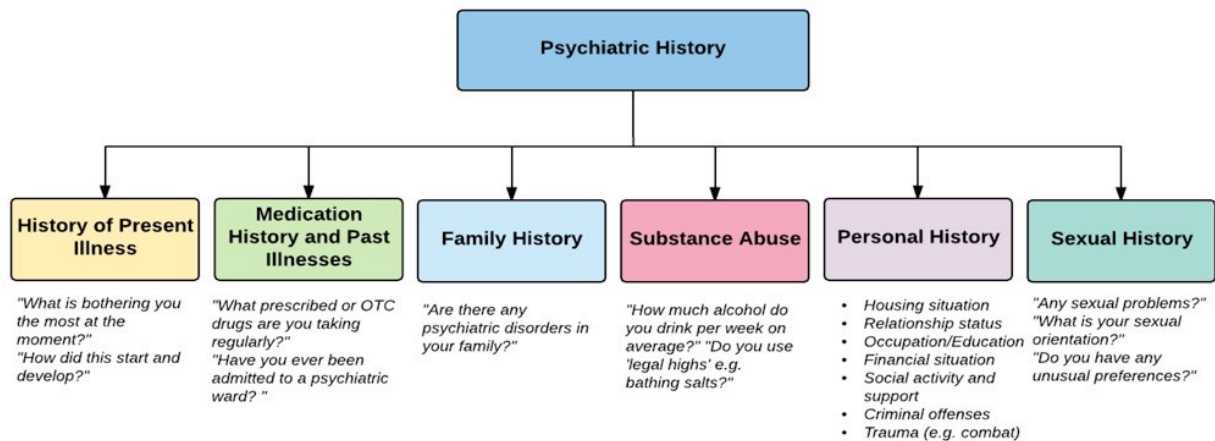 Psychiatric History
History of Present
Illness
Medication
History and Past
Illnesses
Family History
Substance Abuse
Personal History
Sexual History
"What is bothering you
the most at the
moment?"
"How did this start and
develop?"
"What prescribed or OTC
drugs are you taking
regularly?"
"Have you ever been
admitted to a psychiatric
ward? "
"Are there any
psychiatric disorders in
your family?"
"How much alcohol do
you drink per week on
average?" "Do you use
'legal highs' e.g.
bathing salts?"
• Housing situation
• Relationship status
• Occupation/Education
• Financial situation
• Social activity and
support
• Criminal offenses
• Trauma (e.g. combat)
"Any sexual problems?"
"What is your sexual
orientation?"
"Do you have any
unusual preferences?"